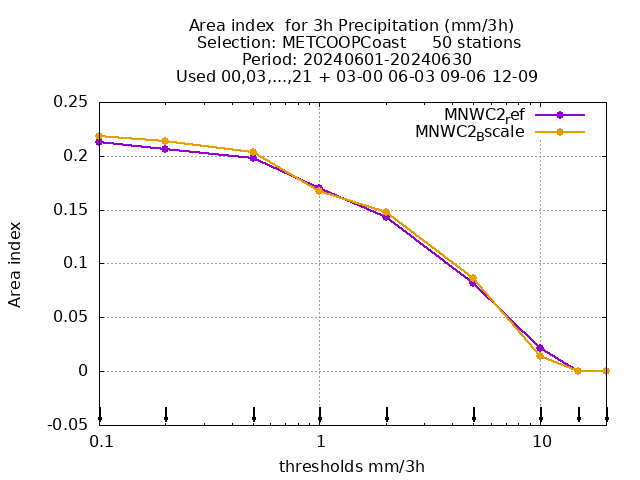 Area index  for 3h Precipitation (mm/3h)
Selection: METCOOPCoast     50 stations
Period: 20240601-20240630
Used 00,03,...,21 + 03-00 06-03 09-06 12-09
MNWC2ref
MNWC2Bscale
0.25
0.2
0.15
0.1
0.05
0
-0.05
Area index
0.1
1
10
thresholds mm/3h